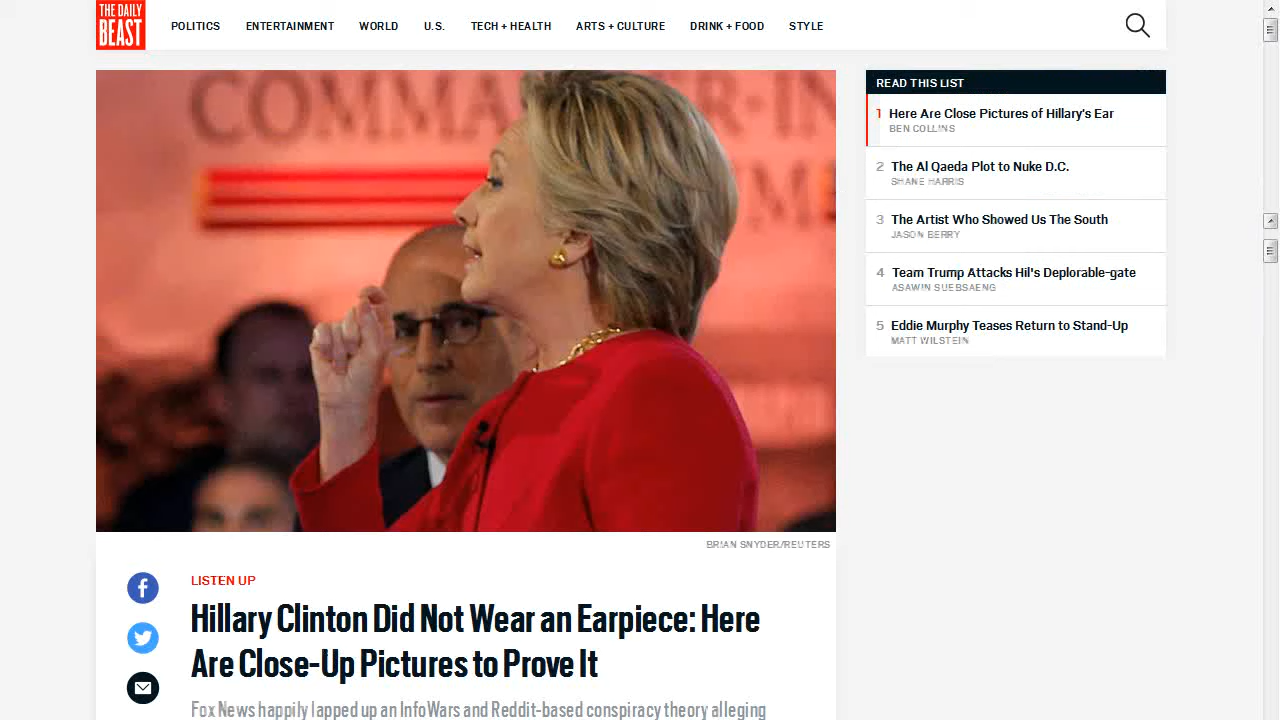 THE DAILY
BEAST
POLITICS
ENTERTAINMENT
WORLD
U.S.
TECH + HEALTH
ARTS + CULTURE
DRINK + FOOD
STYLE
READ THIS LIST
1 Here Are Close Pictures of Hillary's Ear
BEN COLLINS
2 The Al Qaeda Plot to Nuke D.C.
SHANE HARRIS
3 The Artist Who Showed Us The South
JASON BERRY
4 Team Trump Attacks Hil's Deplorable-gate
ASAWIN SUEBSAENG
5 Eddie Murphy Teases Return to Stand-Up
MATT WILSTEIN
BRIAN SNYDER/REUTERS
LISTEN UP
Hillary Clinton Did Not Wear an Earpiece: Here
Are Close-Up Pictures to Prove It
Fox News happily lapped up an InfoWars and Reddit-based conspiracy theory alleging